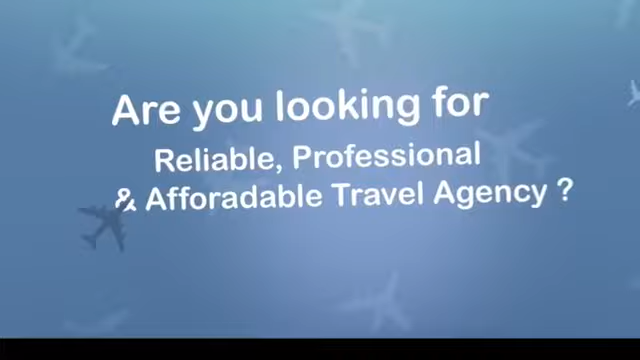 Are you looking for
Reliable, Professional
& Afforadable Travel Agency ?